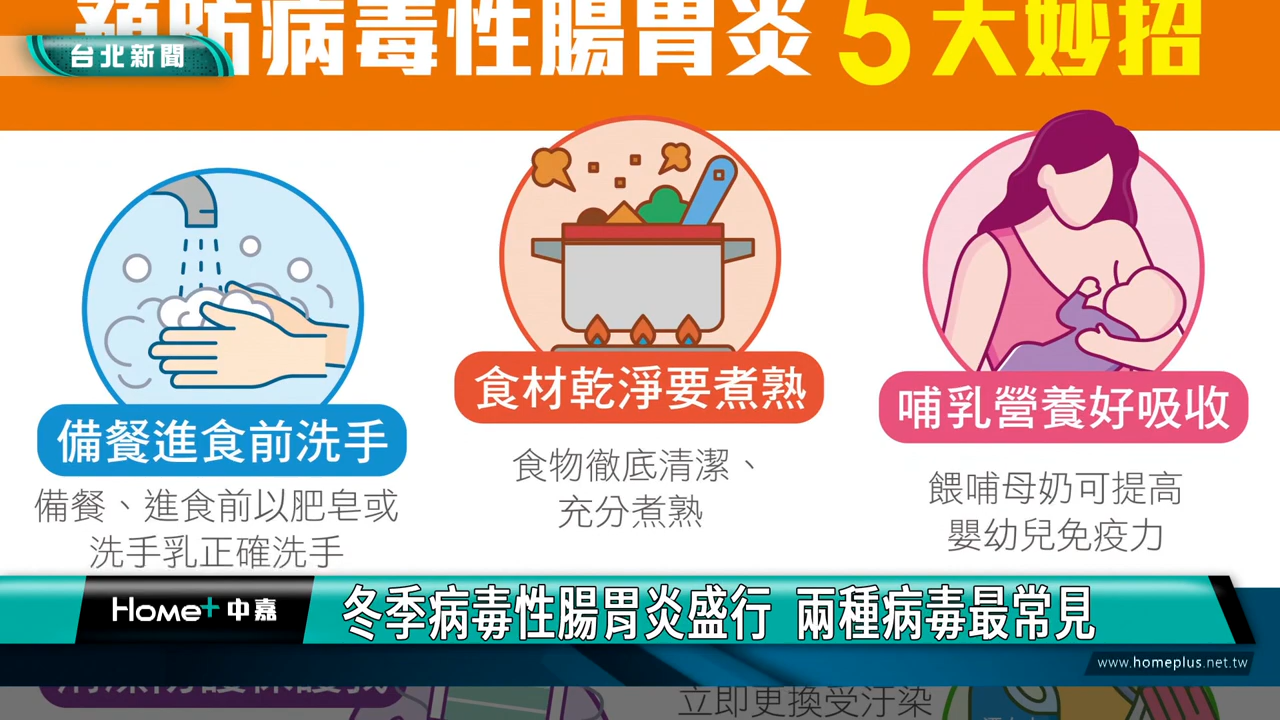 預防病毒性腸胃炎5大妙招
台北新聞
備餐進食前洗手
備餐、進食前以肥皂或
洗手乳正確洗手
食材乾淨要煮熟
食物徹底清潔、
充分煮熟
哺乳營養好吸收
餵哺母奶可提高
嬰幼兒免疫力
Home+中嘉
冬季病毒性腸胃炎盛行 兩種病毒最常見
www.homeplus.net.tw
立即更換受汙染